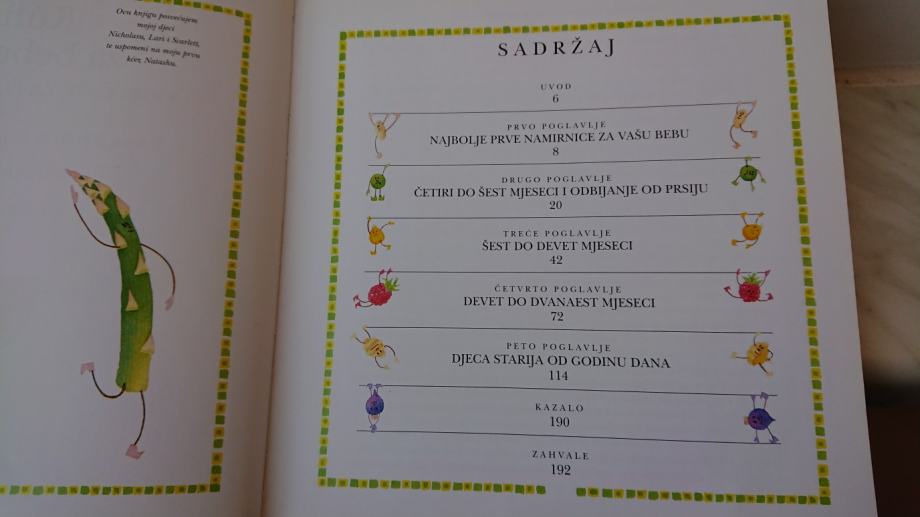 Ovu knjigu posvećujem
mojoj djeci
Nicholasu, Lari i Scarlett,
te uspomeni na moju prvu
kćer, Natashu.
SADRŽAJ
UVOD
6
PRVO POGLAVLJE
NAJBOLJE PRVE NAMIRNICE ZA VAŠU BEBU
8
DRUGO POGLAVLJE
ČETIRI DO ŠEST MJESECI I ODBIJANJE OD PRSIJU
20
TREĆE POGLAVLJE
ŠEST DO DEVET MJESECI
42
ČETVRTO POGLAVLJE
DEVET DO DVANAEST MJESECI
72
PETO POGLAVLJE
DJECA STARIJA OD GODINU DANA
114
KAZALO
190
ZAHVALE
192